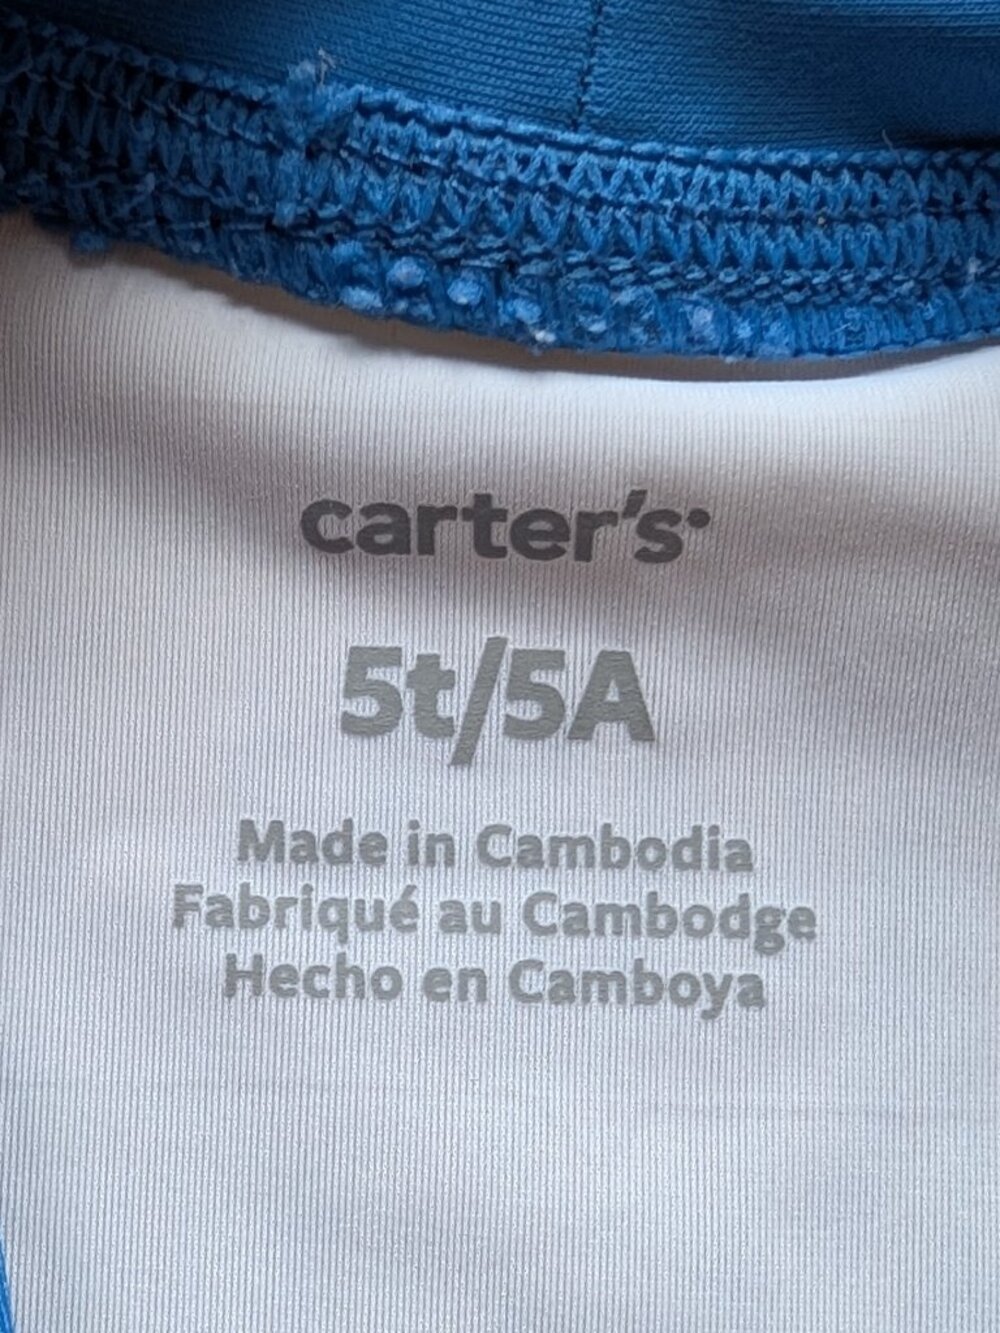 carter's
5t/5A
Made in Cambodia
Fabriqué au Cambodge
Hecho en Camboya